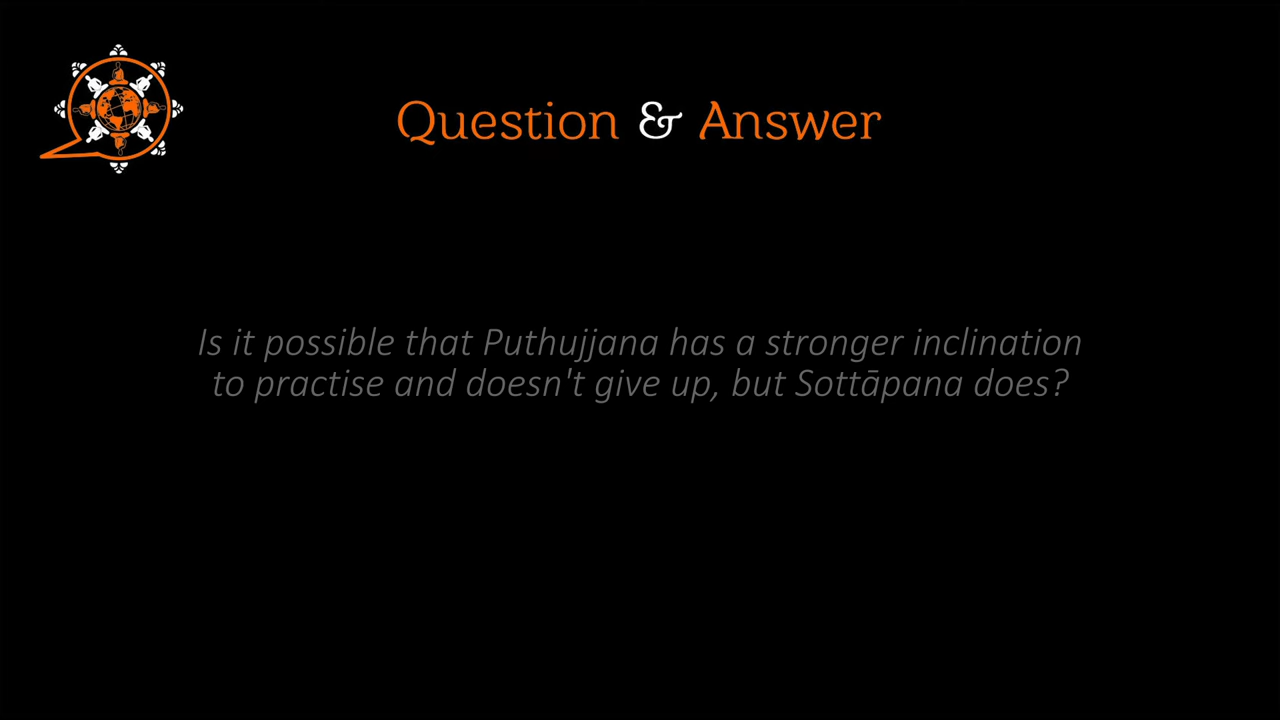 Question & Answer
Is it possible that Puthujjana has a stronger inclination
to practise and doesn't give up, but Sottāpana does?